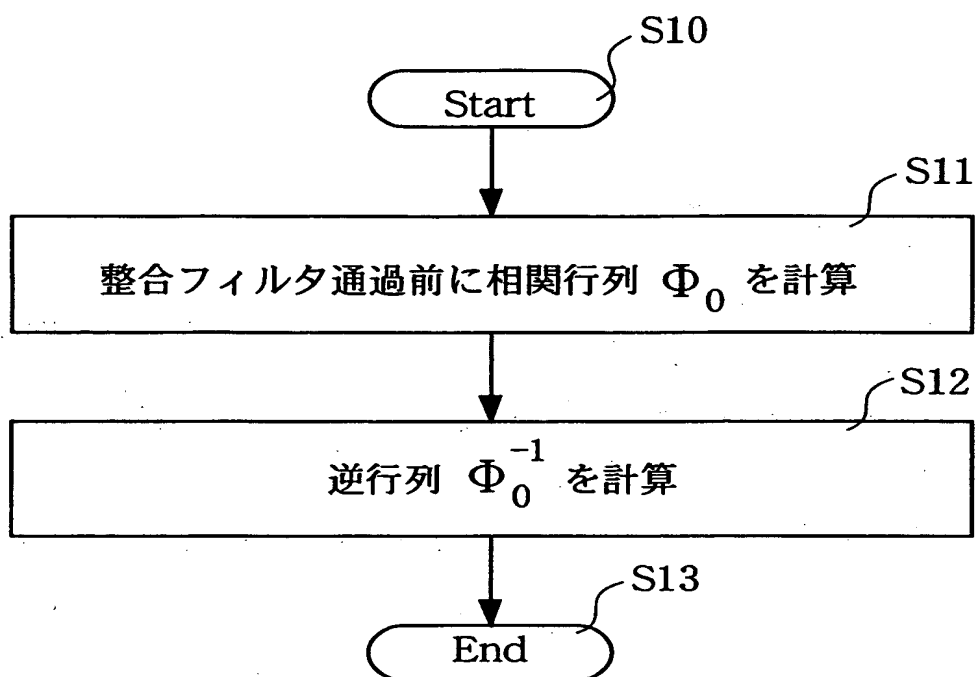 S10
Start
S11
整合フィルタ通過前に相関行列 Φ₀ を計算
S12
逆行列 Φ₀⁻¹ を計算
S13
End